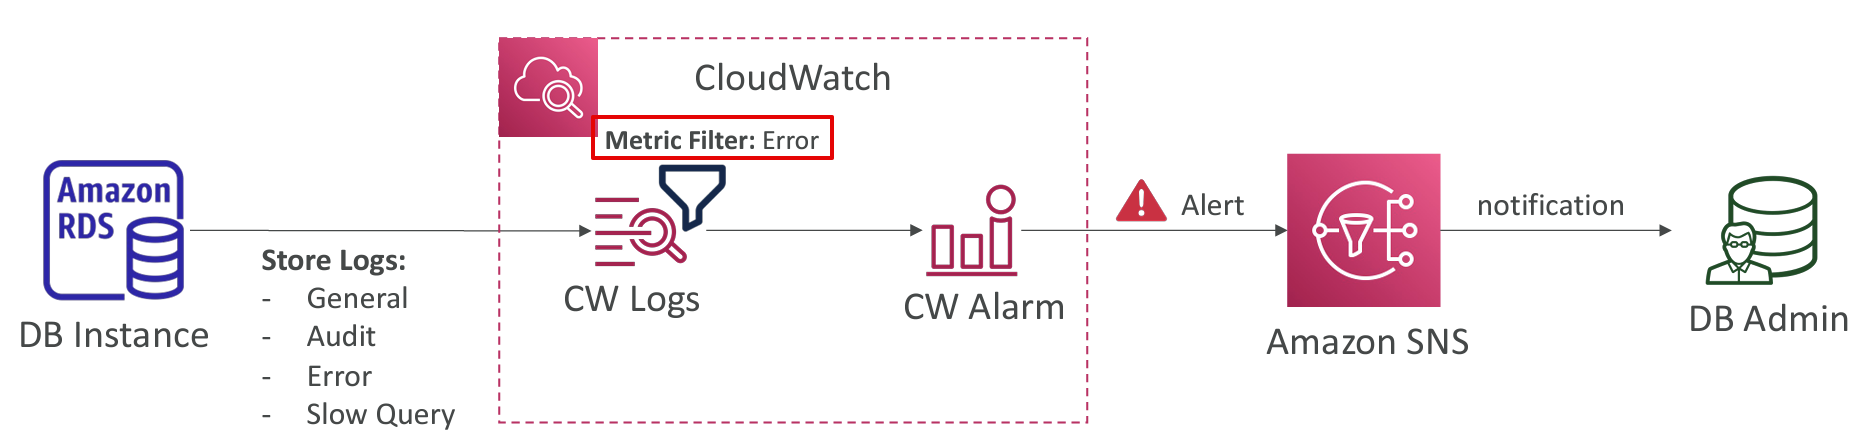 CloudWatch
Metric Filter: Error
Amazon
RDS
DB Instance
Store Logs:
- General
- Audit
- Error
- Slow Query
CW Logs
CW Alarm
Alert
Amazon SNS
notification
DB Admin